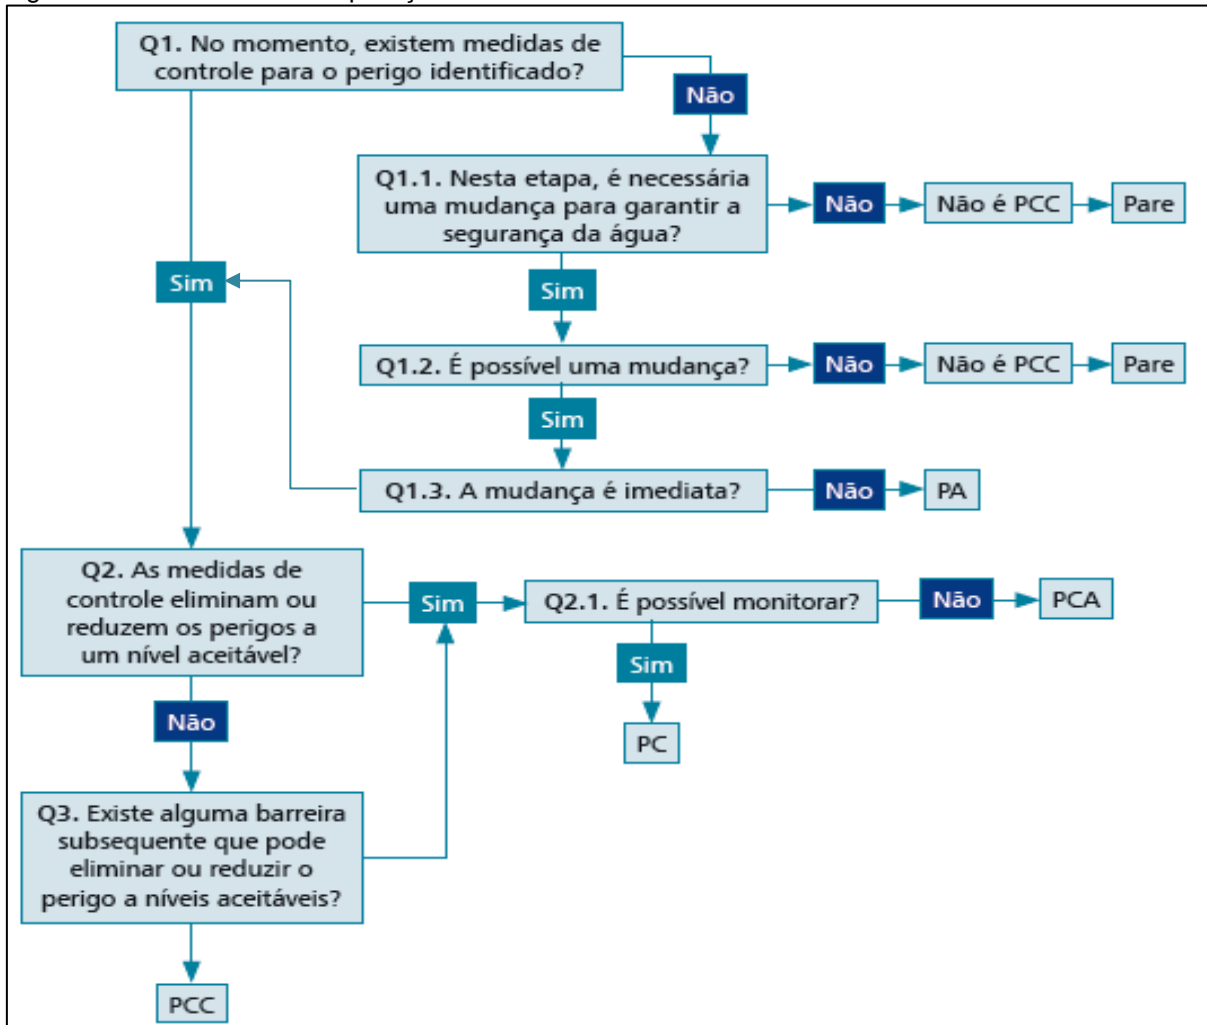 Q1. No momento, existem medidas de
controle para o perigo identificado?
Não
Q1.1. Nesta etapa, é necessária
uma mudança para garantir a
segurança da água?
Não
Não é PCC
Pare
Sim
Sim
Q1.2. É possível uma mudança?
Não
Não é PCC
Pare
Sim
Q1.3. A mudança é imediata?
Não
PA
Q2. As medidas de
controle eliminam ou
reduzem os perigos a
um nível aceitável?
Sim
Q2.1. É possível monitorar?
Não
PCA
Sim
PC
Não
Q3. Existe alguma barreira
subsequente que pode
eliminar ou reduzir o
perigo a níveis aceitáveis?
PCC